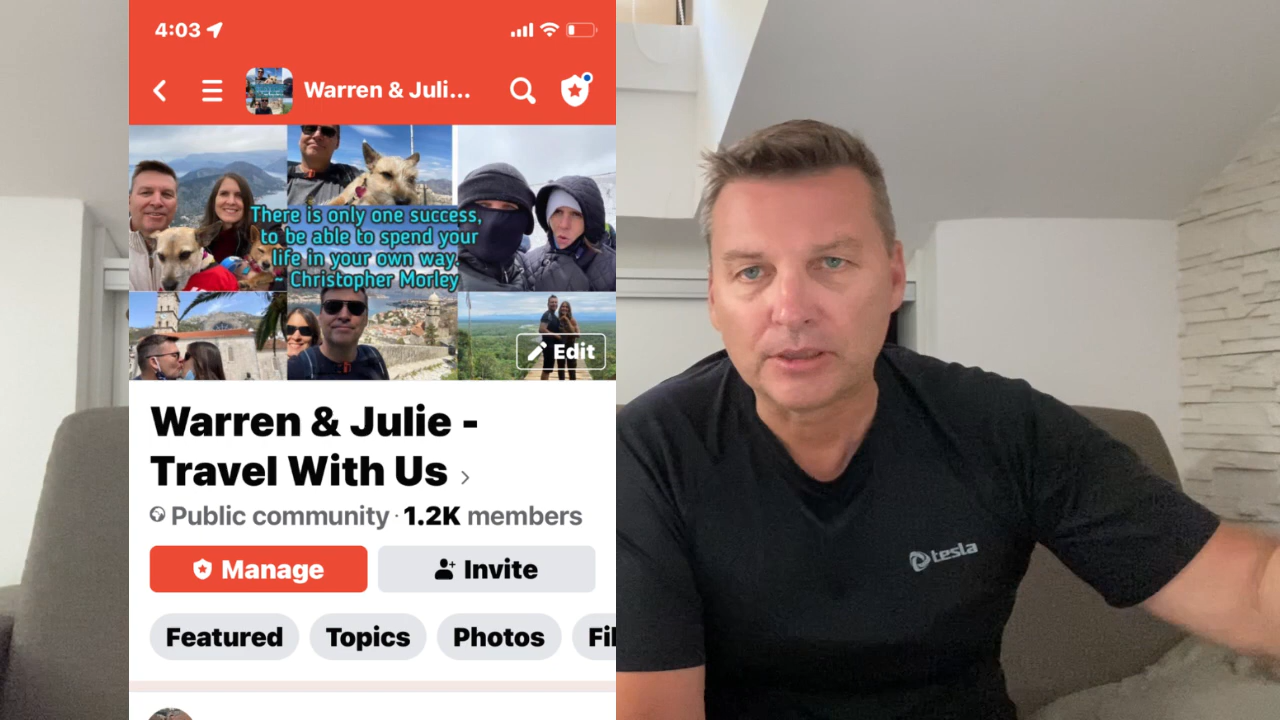 4:03
Warren & Juli...
There is only one success,
to be able to spend your
life in your own way.
~ Christopher Morley
Edit
Warren & Julie -
Travel With Us
Public community · 1.2K members
Manage
Invite
Featured
Topics
Photos
Fil
tesla